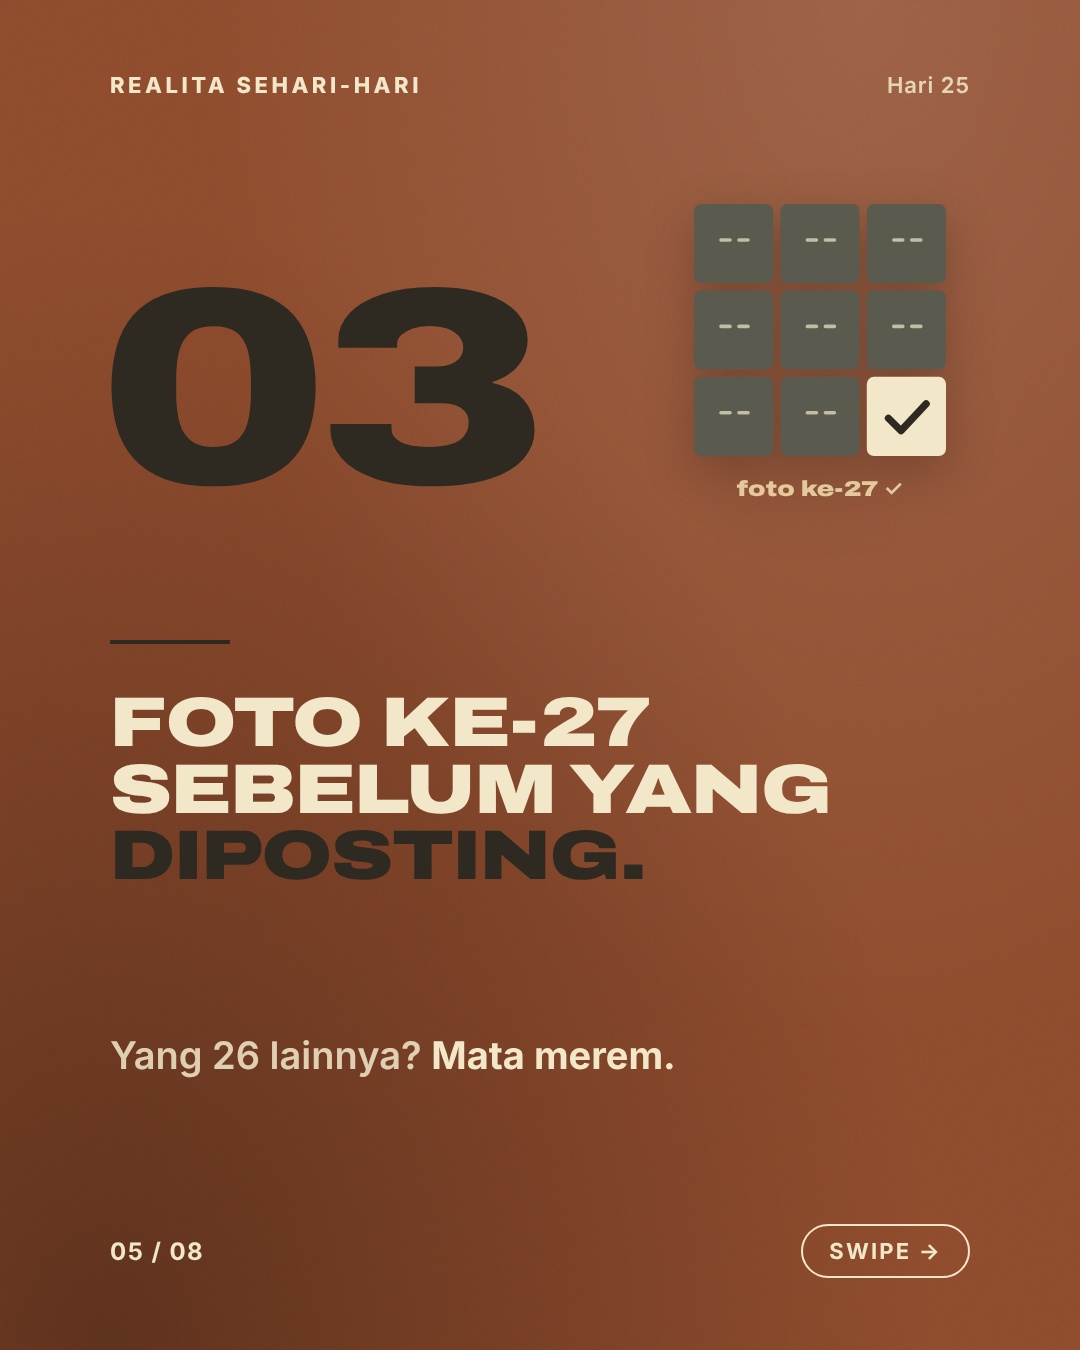 REALITA SEHARI-HARI
Hari 25
03
foto ke-27 ✓
FOTO KE-27
SEBELUM YANG
DIPOSTING.
Yang 26 lainnya? Mata merem.
05 / 08
SWIPE →